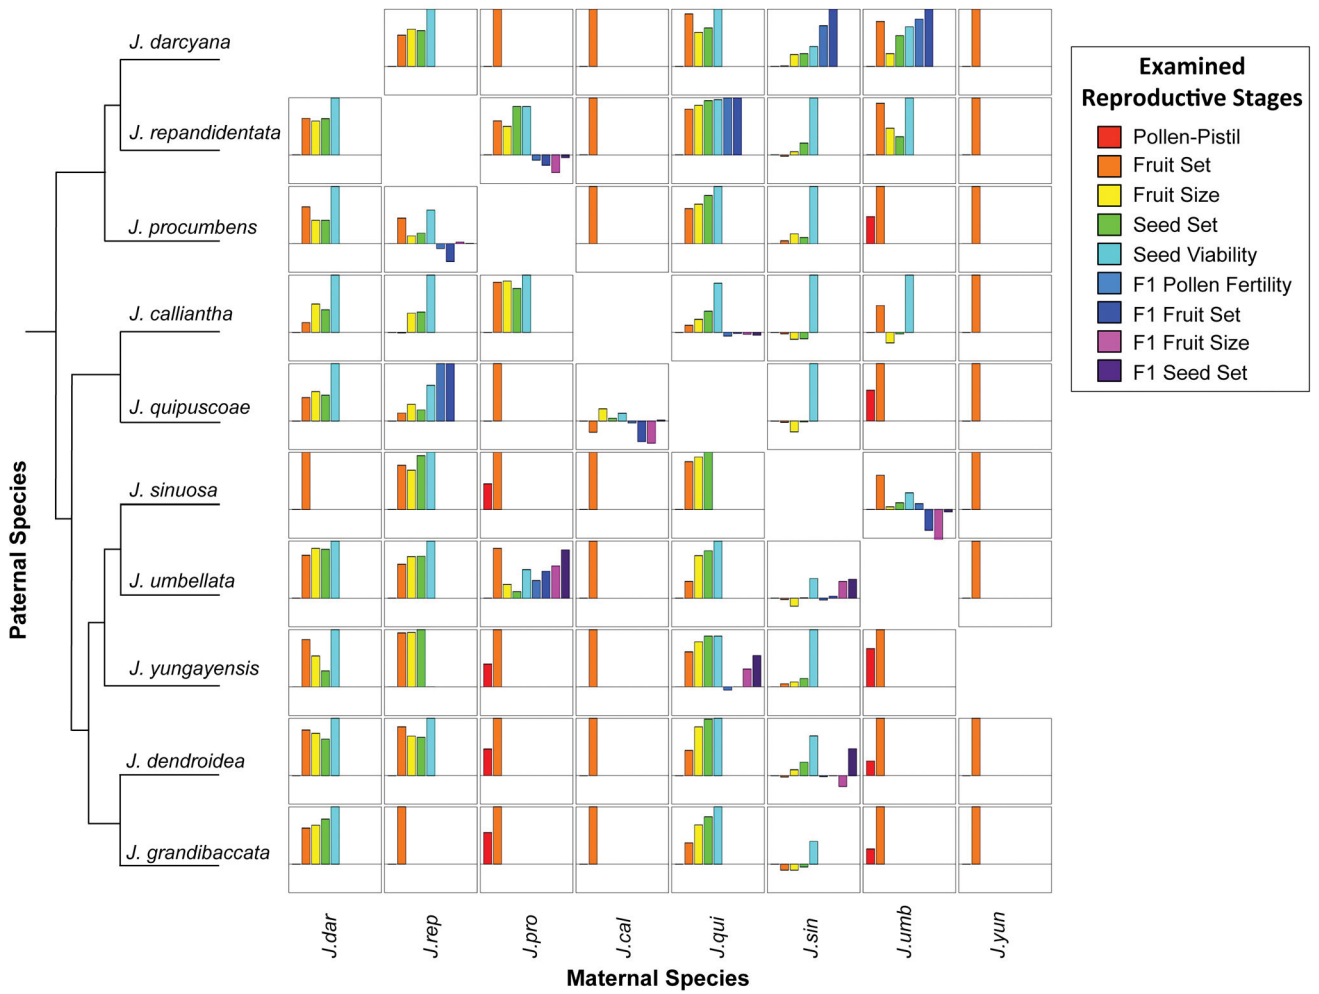 J. darcyana
J. repandidentata
J. procumbens
J. calliantha
J. quipuscoae
J. sinuosa
J. umbellata
J. yungayensis
J. dendroidea
J. grandibaccata
Paternal Species
J.dar
J.rep
J.pro
J.cal
J.qui
J.sin
J.umb
J.yun
Maternal Species
Examined
Reproductive Stages
Pollen-Pistil
Fruit Set
Fruit Size
Seed Set
Seed Viability
F1 Pollen Fertility
F1 Fruit Set
F1 Fruit Size
F1 Seed Set